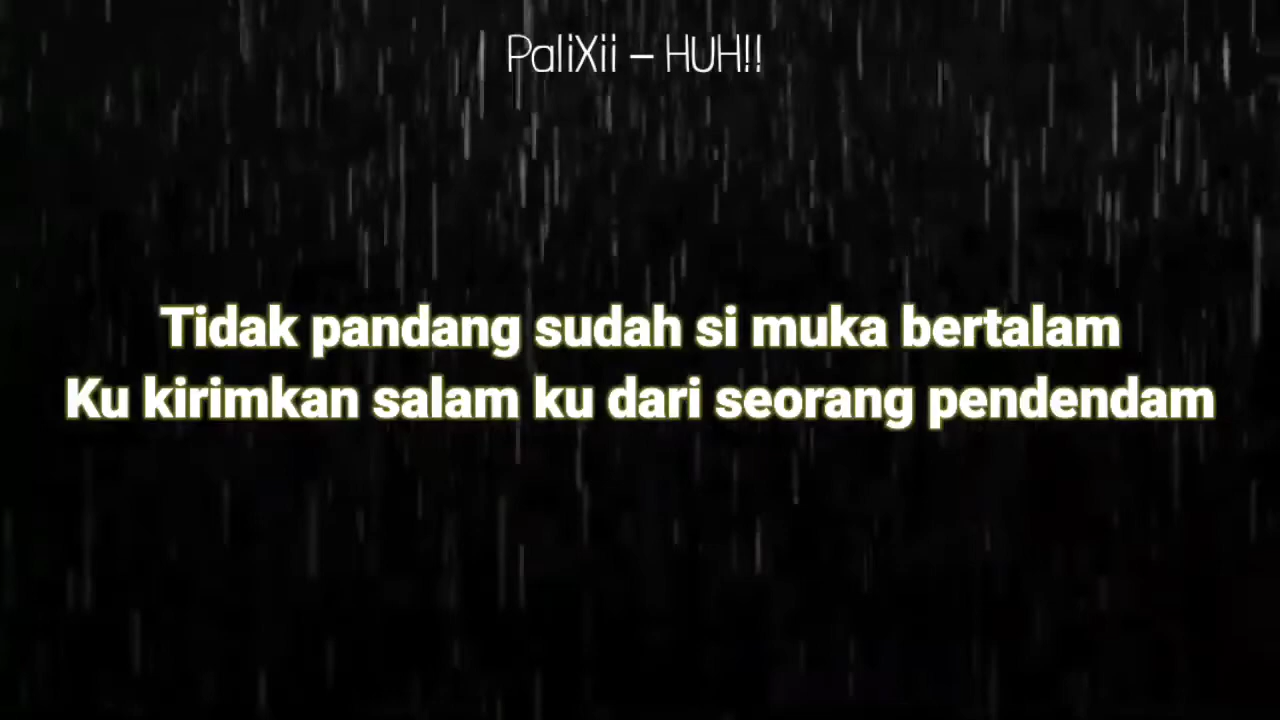 PaliXii – HUH!!
Tidak pandang sudah si muka bertalam
Ku kirimkan salam ku dari seorang pendendam